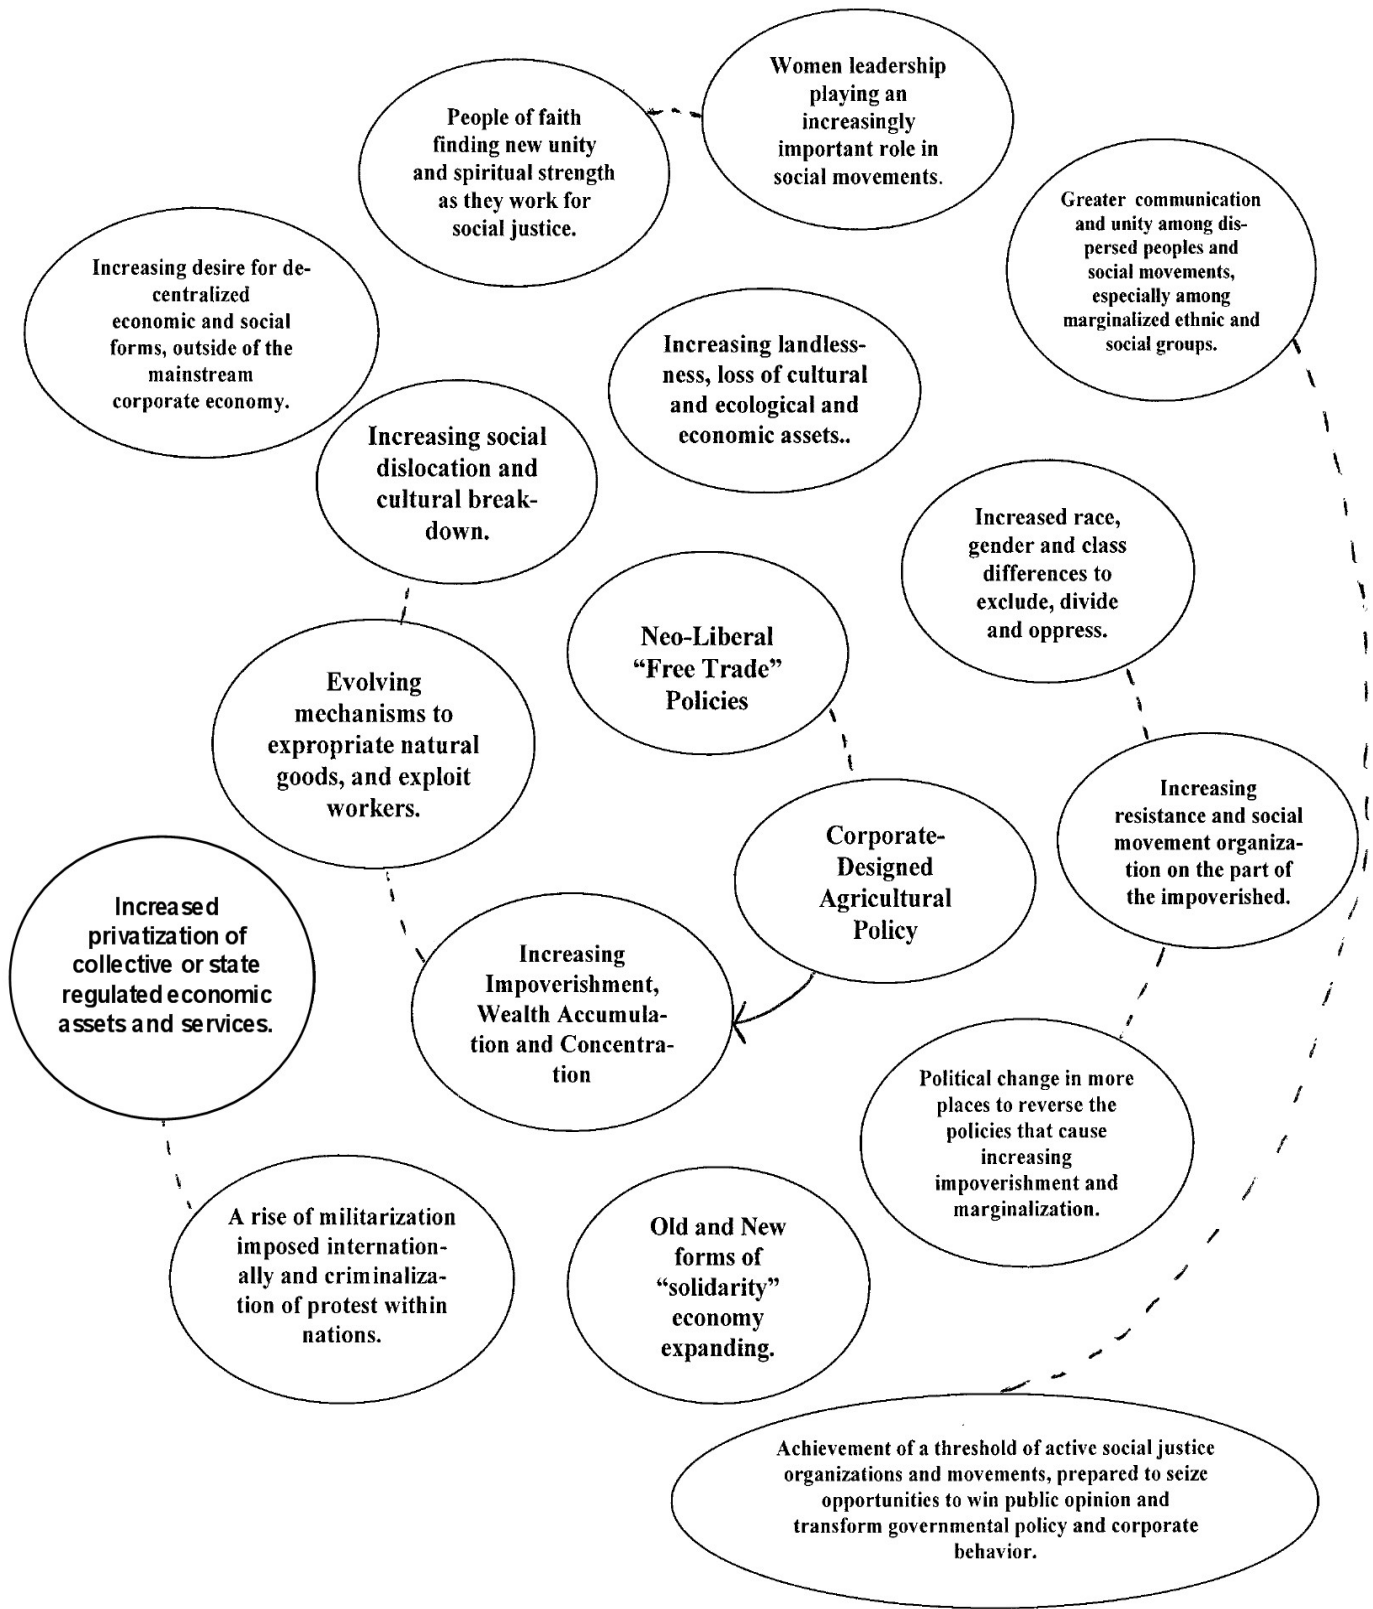 Women leadership
playing an
increasingly
important role in
social movements.
People of faith
finding new unity
and spiritual strength
as they work for
social justice.
Greater communication
and unity among dis-
persed peoples and
social movements,
especially among
marginalized ethnic and
social groups.
Increasing desire for de-
centralized
economic and social
forms, outside of the
mainstream
corporate economy.
Increasing landless-
ness, loss of cultural
and ecological and
economic assets..
Increasing social
dislocation and
cultural break-
down.
Increased race,
gender and class
differences to
exclude, divide
and oppress.
Neo-Liberal
“Free Trade”
Policies
Evolving
mechanisms to
expropriate natural
goods, and exploit
workers.
Increasing
resistance and social
movement organiza-
tion on the part of
the impoverished.
Corporate-
Designed
Agricultural
Policy
Increased
privatization of
collective or state
regulated economic
assets and services.
Increasing
Impoverishment,
Wealth Accumula-
tion and Concentra-
tion
Political change in more
places to reverse the
policies that cause
increasing
impoverishment and
marginalization.
A rise of militarization
imposed internation-
ally and criminaliza-
tion of protest within
nations.
Old and New
forms of
“solidarity”
economy
expanding.
Achievement of a threshold of active social justice
organizations and movements, prepared to seize
opportunities to win public opinion and
transform governmental policy and corporate
behavior.